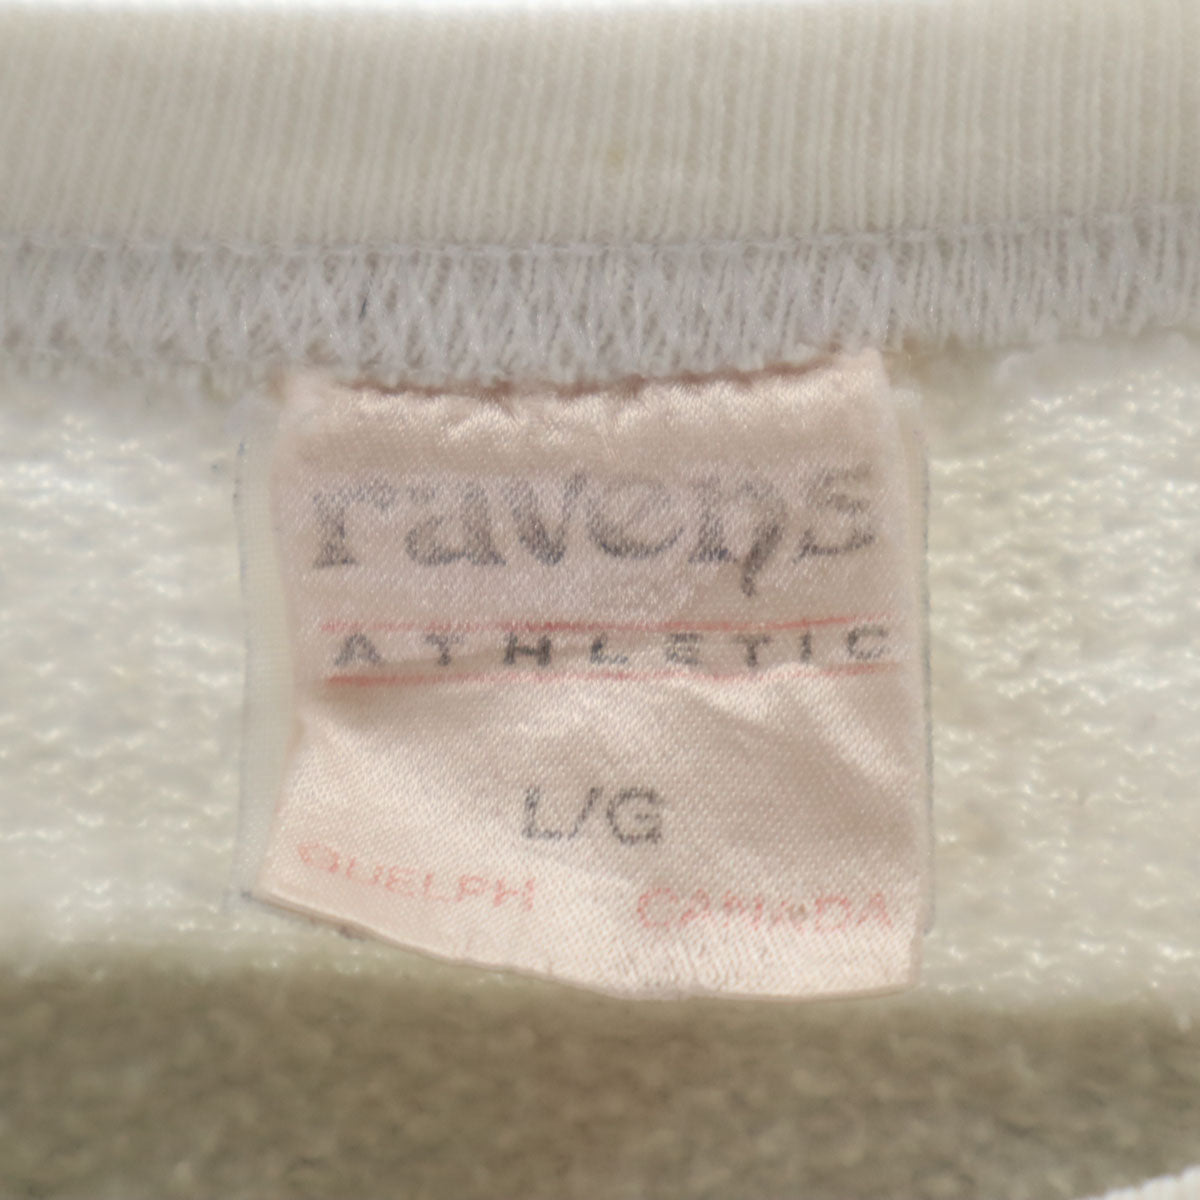 ravens
ATHLETIC
L/G
GUELPH CANADA